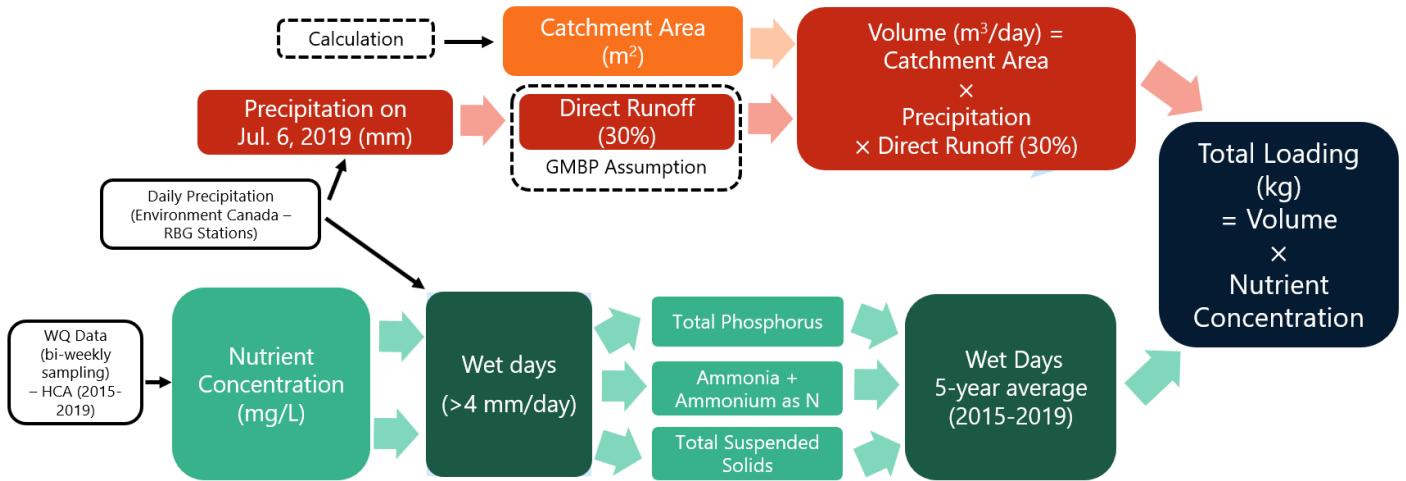 Calculation
Catchment Area
(m²)
Volume (m³/day) =
Catchment Area
×
Precipitation
× Direct Runoff (30%)
Precipitation on
Jul. 6, 2019 (mm)
Direct Runoff
(30%)
GMBP Assumption
Total Loading
(kg)
= Volume
×
Nutrient
Concentration
Daily Precipitation
(Environment Canada –
RBG Stations)
WQ Data
(bi-weekly
sampling)
– HCA (2015-
2019)
Nutrient
Concentration
(mg/L)
Wet days
(>4 mm/day)
Total Phosphorus
Ammonia +
Ammonium as N
Total Suspended
Solids
Wet Days
5-year average
(2015-2019)